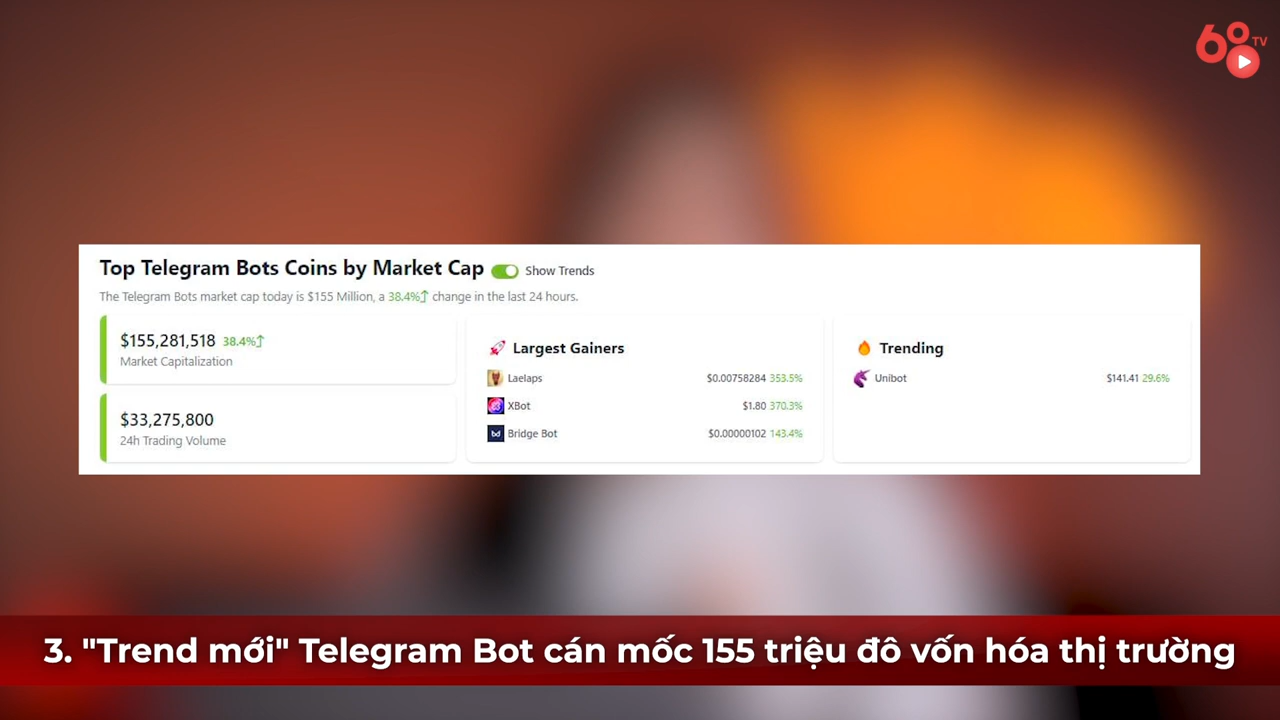 68 TV
Top Telegram Bots Coins by Market Cap Show Trends
The Telegram Bots market cap today is $155 Million, a 38.4%↑ change in the last 24 hours.
$155,281,518 38.4%↑
Market Capitalization
$33,275,800
24h Trading Volume
Largest Gainers
Laelaps $0.00758284 353.5%
XBot $1.80 370.3%
Bridge Bot $0.00000102 143.4%
Trending
Unibot $141.41 29.6%
3. "Trend mới" Telegram Bot cán mốc 155 triệu đô vốn hóa thị trường